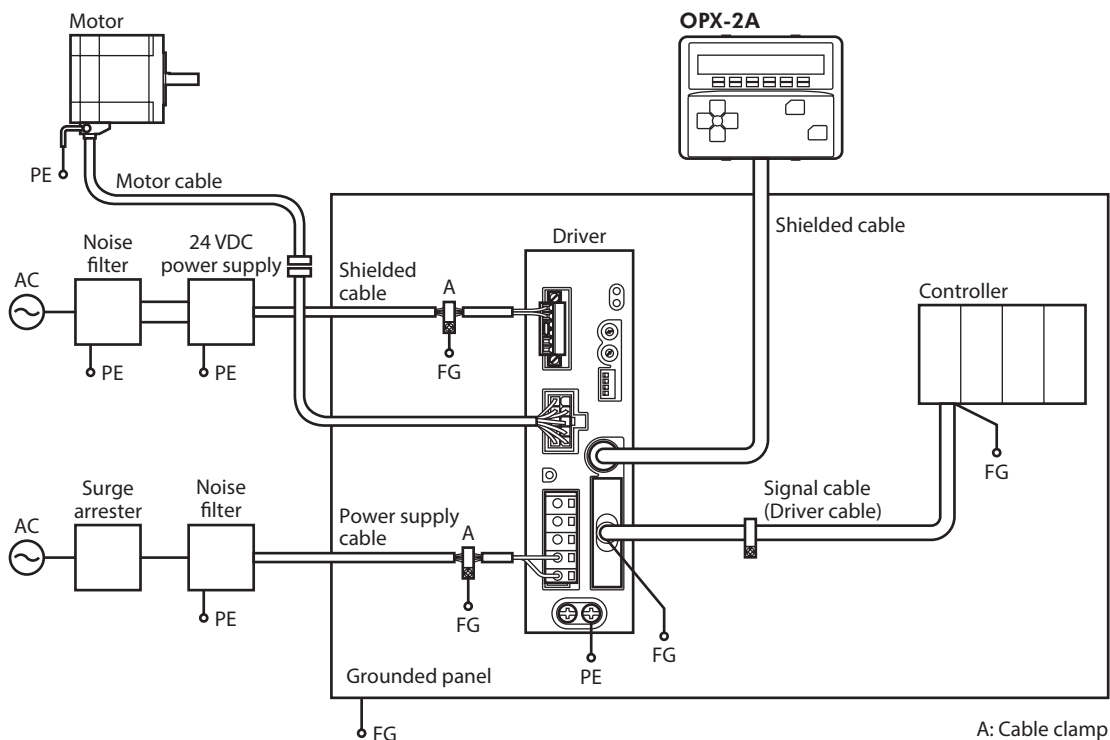 Motor
OPX-2A
PE
Motor cable
Shielded cable
Driver
Noise
filter
24 VDC
power supply
Shielded
cable
A
AC
Controller
PE
PE
FG
FG
Surge
arrester
Noise
filter
Signal cable
(Driver cable)
Power supply
cable
A
AC
PE
FG
FG
PE
Grounded panel
FG
A: Cable clamp